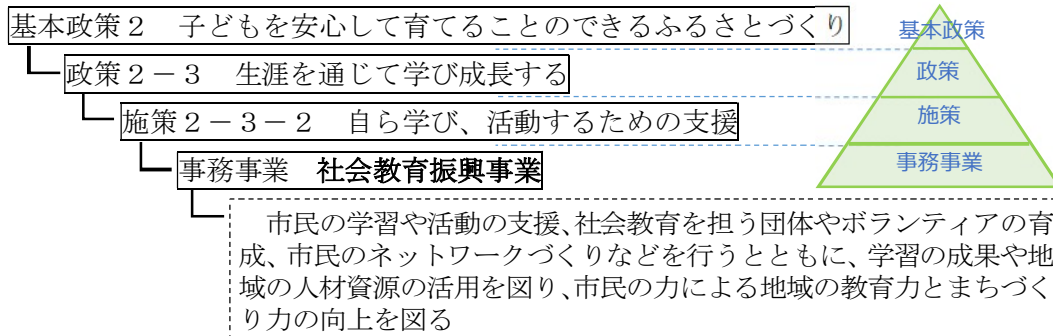 基本政策２　子どもを安心して育てることのできるふるさとづくり
政策２－３　生涯を通じて学び成長する
施策２－３－２　自ら学び、活動するための支援
事務事業　社会教育振興事業
市民の学習や活動の支援、社会教育を担う団体やボランティアの育
成、市民のネットワークづくりなどを行うとともに、学習の成果や地
域の人材資源の活用を図り、市民の力による地域の教育力とまちづく
り力の向上を図る
基本政策
政策
施策
事務事業